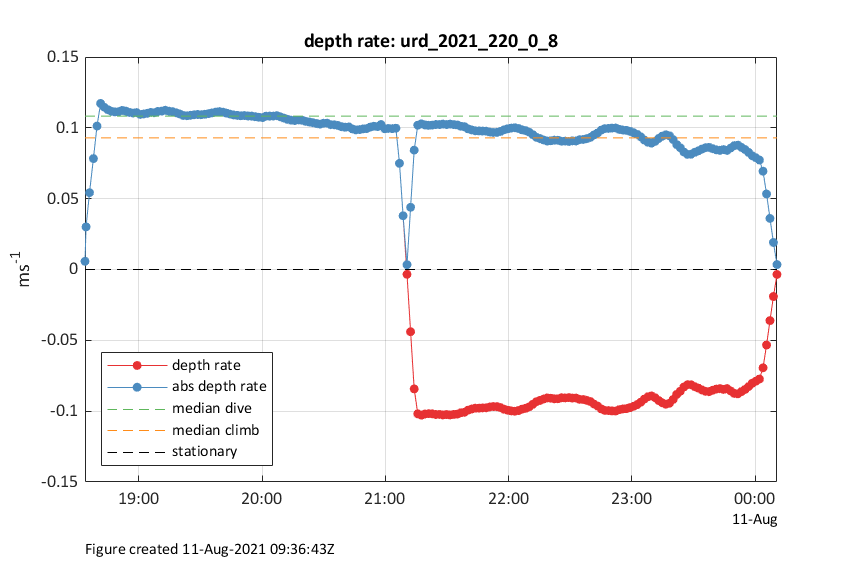 depth rate: urd_2021_220_0_8
0.15
0.1
0.05
0
-0.05
-0.1
-0.15
ms-1
depth rate
abs depth rate
median dive
median climb
stationary
19:00 20:00 21:00 22:00 23:00 00:00
11-Aug
Figure created 11-Aug-2021 09:36:43Z